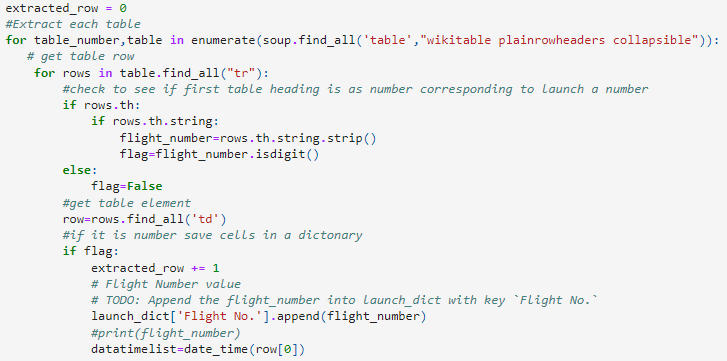 extracted_row = 0
#Extract each table
for table_number,table in enumerate(soup.find_all('table',"wikitable plainrowheaders collapsible")):
   # get table row
    for rows in table.find_all("tr"):
        #check to see if first table heading is as number corresponding to launch a number
        if rows.th:
            if rows.th.string:
                flight_number=rows.th.string.strip()
                flag=flight_number.isdigit()
        else:
            flag=False
        #get table element
        row=rows.find_all('td')
        #if it is number save cells in a dictonary
        if flag:
            extracted_row += 1
            # Flight Number value
            # TODO: Append the flight_number into launch_dict with key `Flight No.`
            launch_dict['Flight No.'].append(flight_number)
            #print(flight_number)
            datatimelist=date_time(row[0])